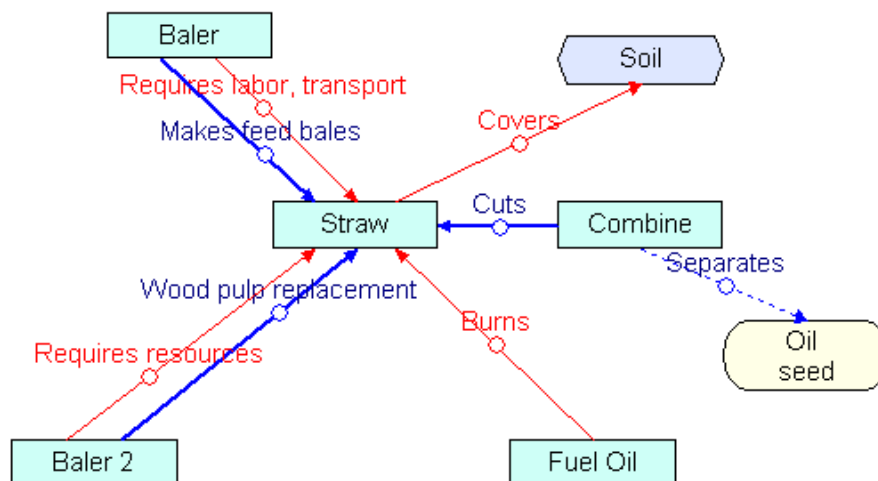 Baler
Soil
Requires labor, transport
Covers
Makes feed bales
Straw
Cuts
Combine
Separates
Wood pulp replacement
Burns
Oil
seed
Requires resources
Baler 2
Fuel Oil